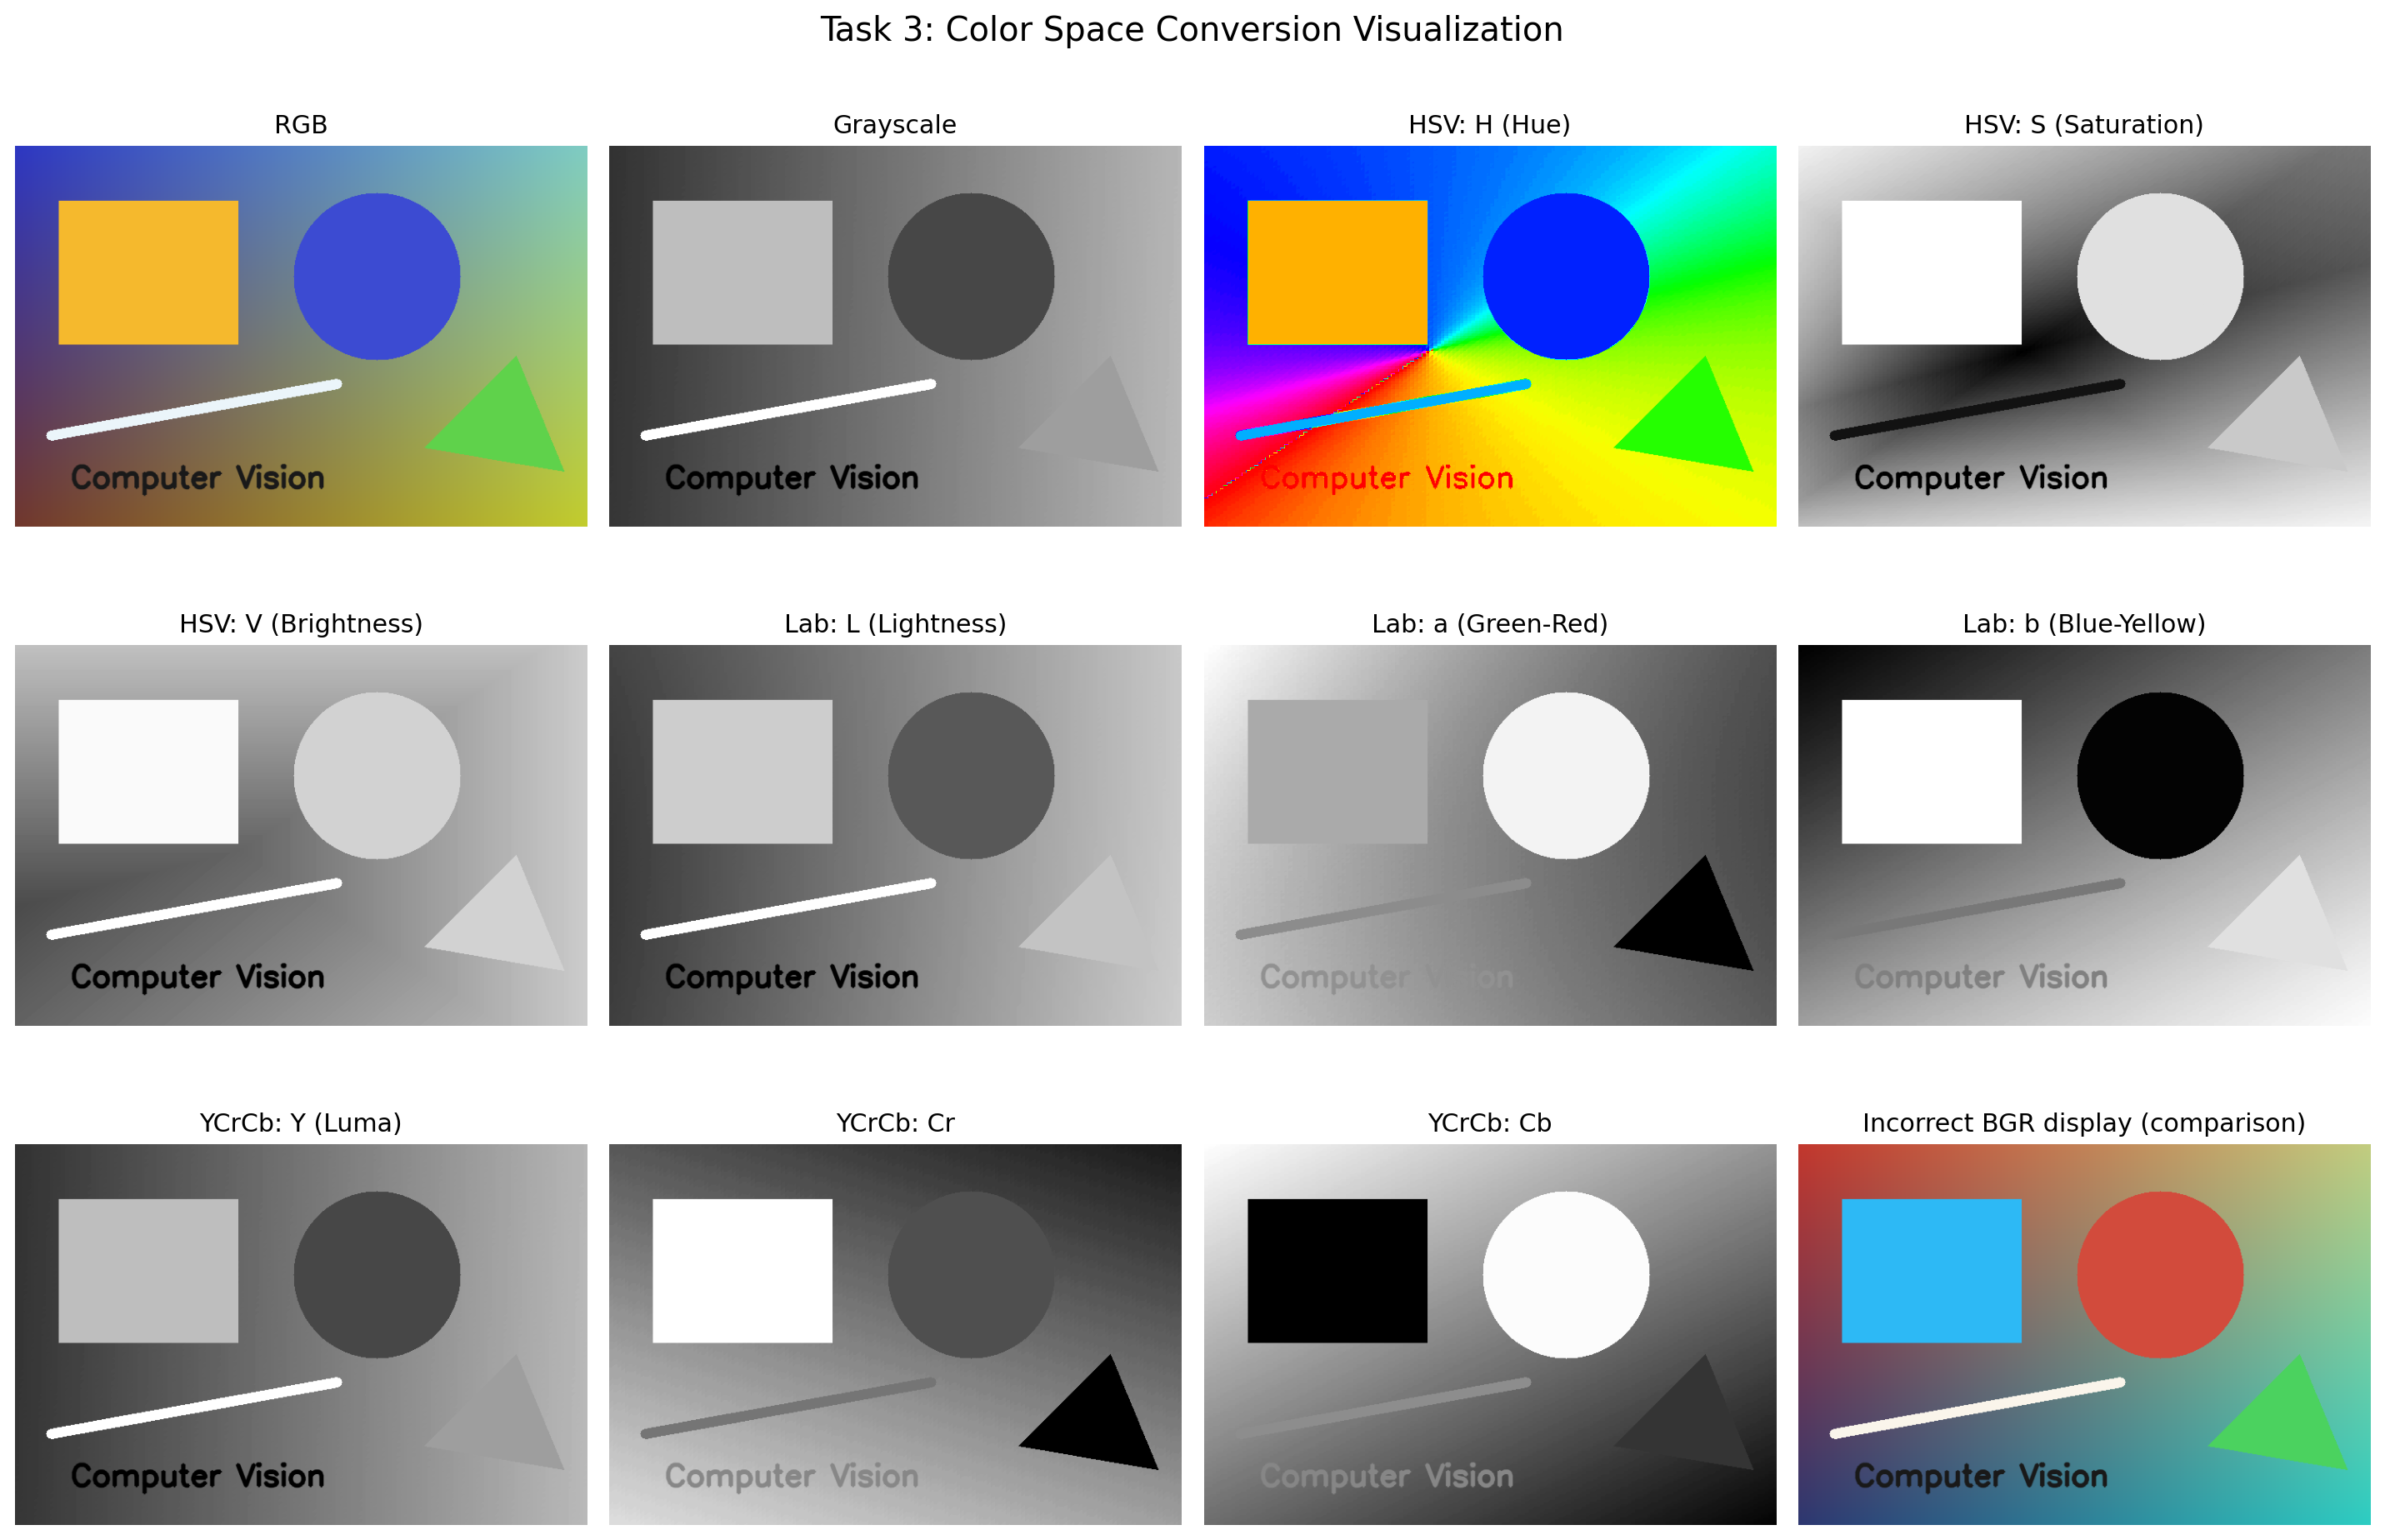 Task 3: Color Space Conversion Visualization
RGB
Computer Vision
Grayscale
Computer Vision
HSV: H (Hue)
Computer Vision
HSV: S (Saturation)
Computer Vision
HSV: V (Brightness)
Computer Vision
Lab: L (Lightness)
Computer Vision
Lab: a (Green-Red)
Computer Vision
Lab: b (Blue-Yellow)
Computer Vision
YCrCb: Y (Luma)
Computer Vision
YCrCb: Cr
Computer Vision
YCrCb: Cb
Computer Vision
Incorrect BGR display (comparison)
Computer Vision